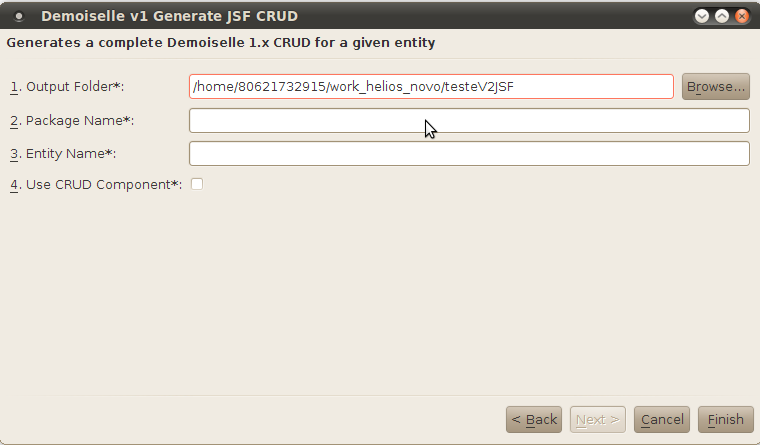 Demoiselle v1 Generate JSF CRUD
Generates a complete Demoiselle 1.x CRUD for a given entity
1. Output Folder*: /home/80621732915/work_helios_novo/testeV2JSF Browse...
2. Package Name*:
3. Entity Name*:
4. Use CRUD Component*:
< Back Next > Cancel Finish